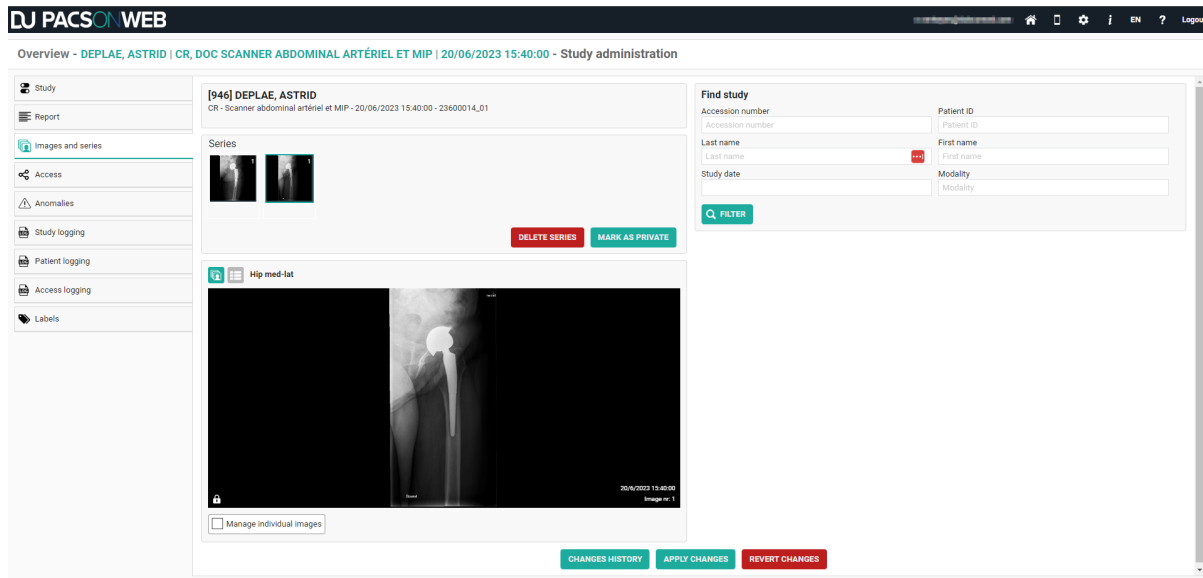 DU PACSONWEB
i EN ? Logou
Overview - DEPLAE, ASTRID | CR, DOC SCANNER ABDOMINAL ARTÉRIEL ET MIP | 20/06/2023 15:40:00 - Study administration
Study
Report
Images and series
Access
Anomalies
Study logging
Patient logging
Access logging
Labels
[946] DEPLAE, ASTRID
CR - Scanner abdominal artériel et MIP - 20/06/2023 15:40:00 - 23600014_01
Series
1
1
DELETE SERIES
MARK AS PRIVATE
Hip med-lat
20/6/2023 15:40:00
Image nr: 1
Manage individual images
CHANGES HISTORY
APPLY CHANGES
REVERT CHANGES
Find study
Accession number
Patient ID
Accession number
Patient ID
Last name
First name
Last name
First name
Study date
Modality
Modality
FILTER